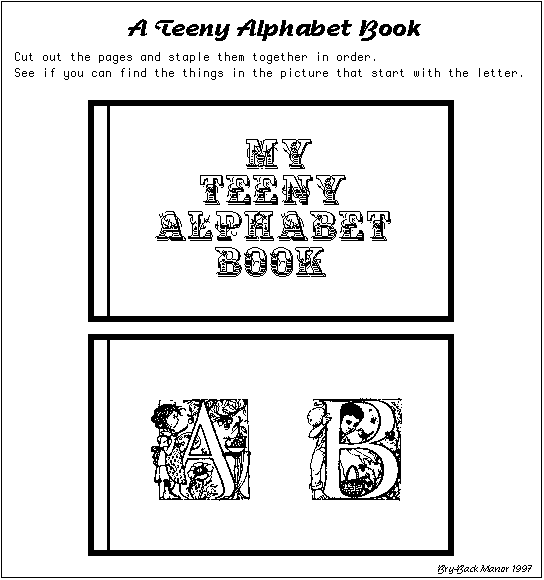 A Teeny Alphabet Book
Cut out the pages and staple them together in order.
See if you can find the things in the picture that start with the letter.
MY
TEENY
ALPHABET
BOOK
A B
Bry-Back Manor 1997